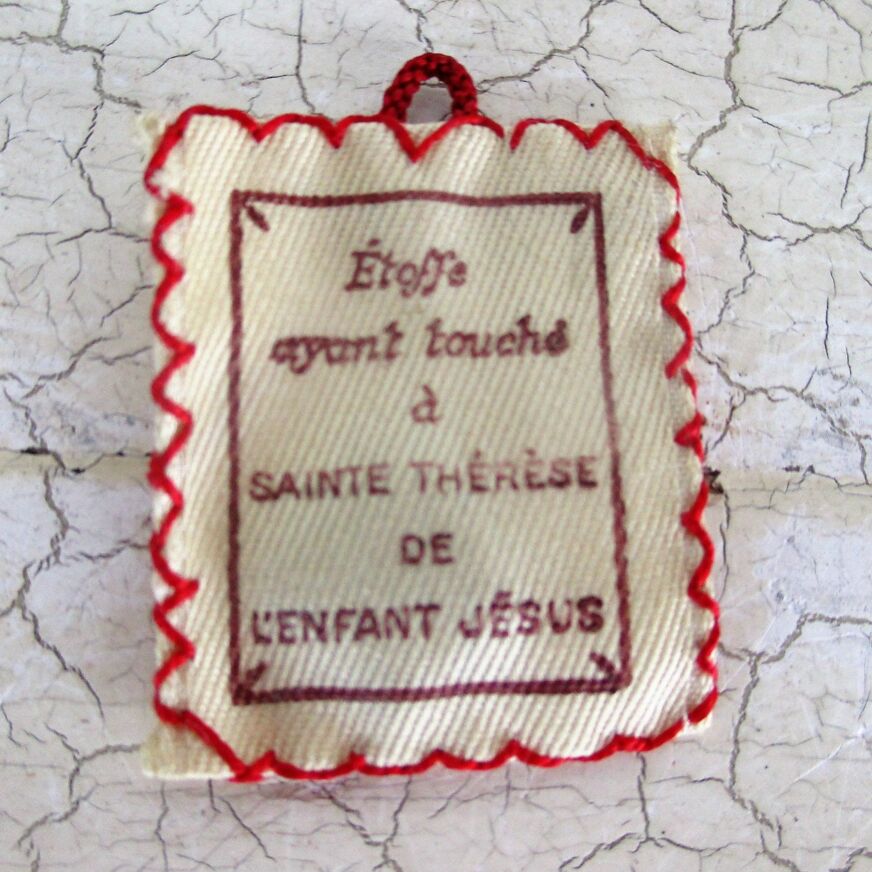 Étoffe
ayant touché
à
SAINTE THÉRÈSE
DE
L'ENFANT JÉSUS